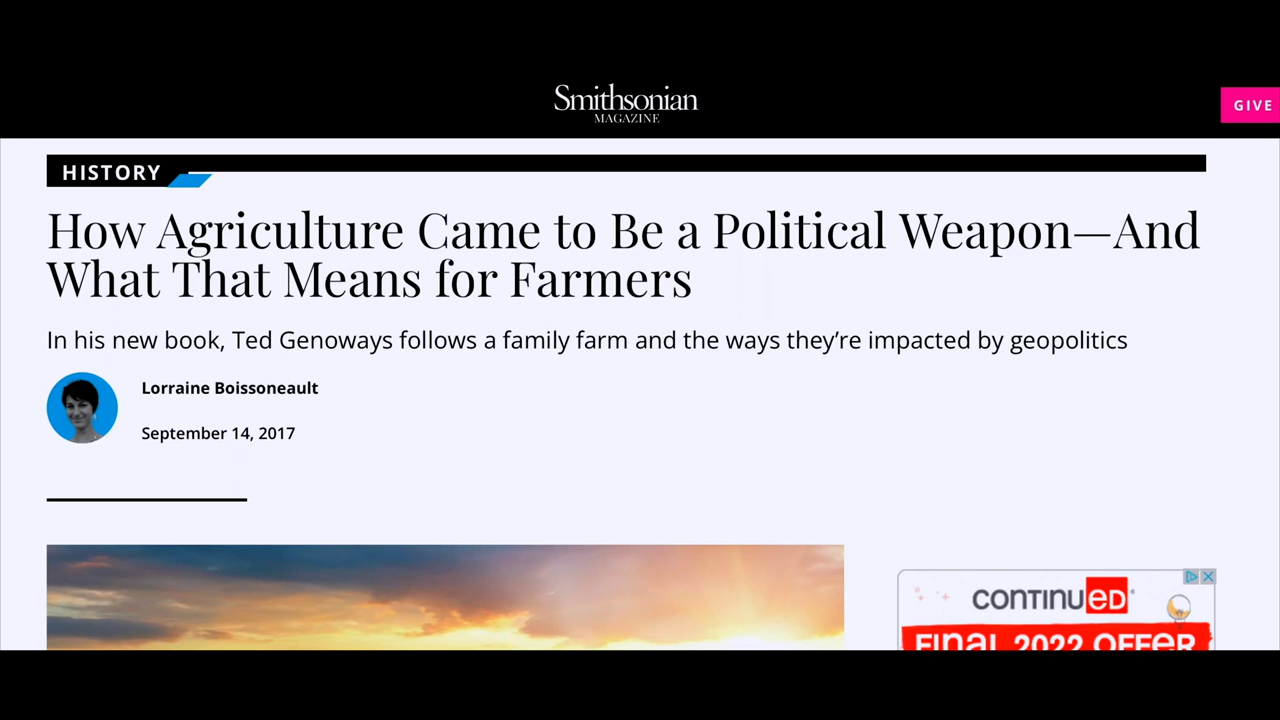 Smithsonian
MAGAZINE
GIVE
HISTORY
How Agriculture Came to Be a Political Weapon—And
What That Means for Farmers
In his new book, Ted Genoways follows a family farm and the ways they’re impacted by geopolitics
Lorraine Boissoneault
September 14, 2017
CONTINUED
FINAL 2022 OFFER